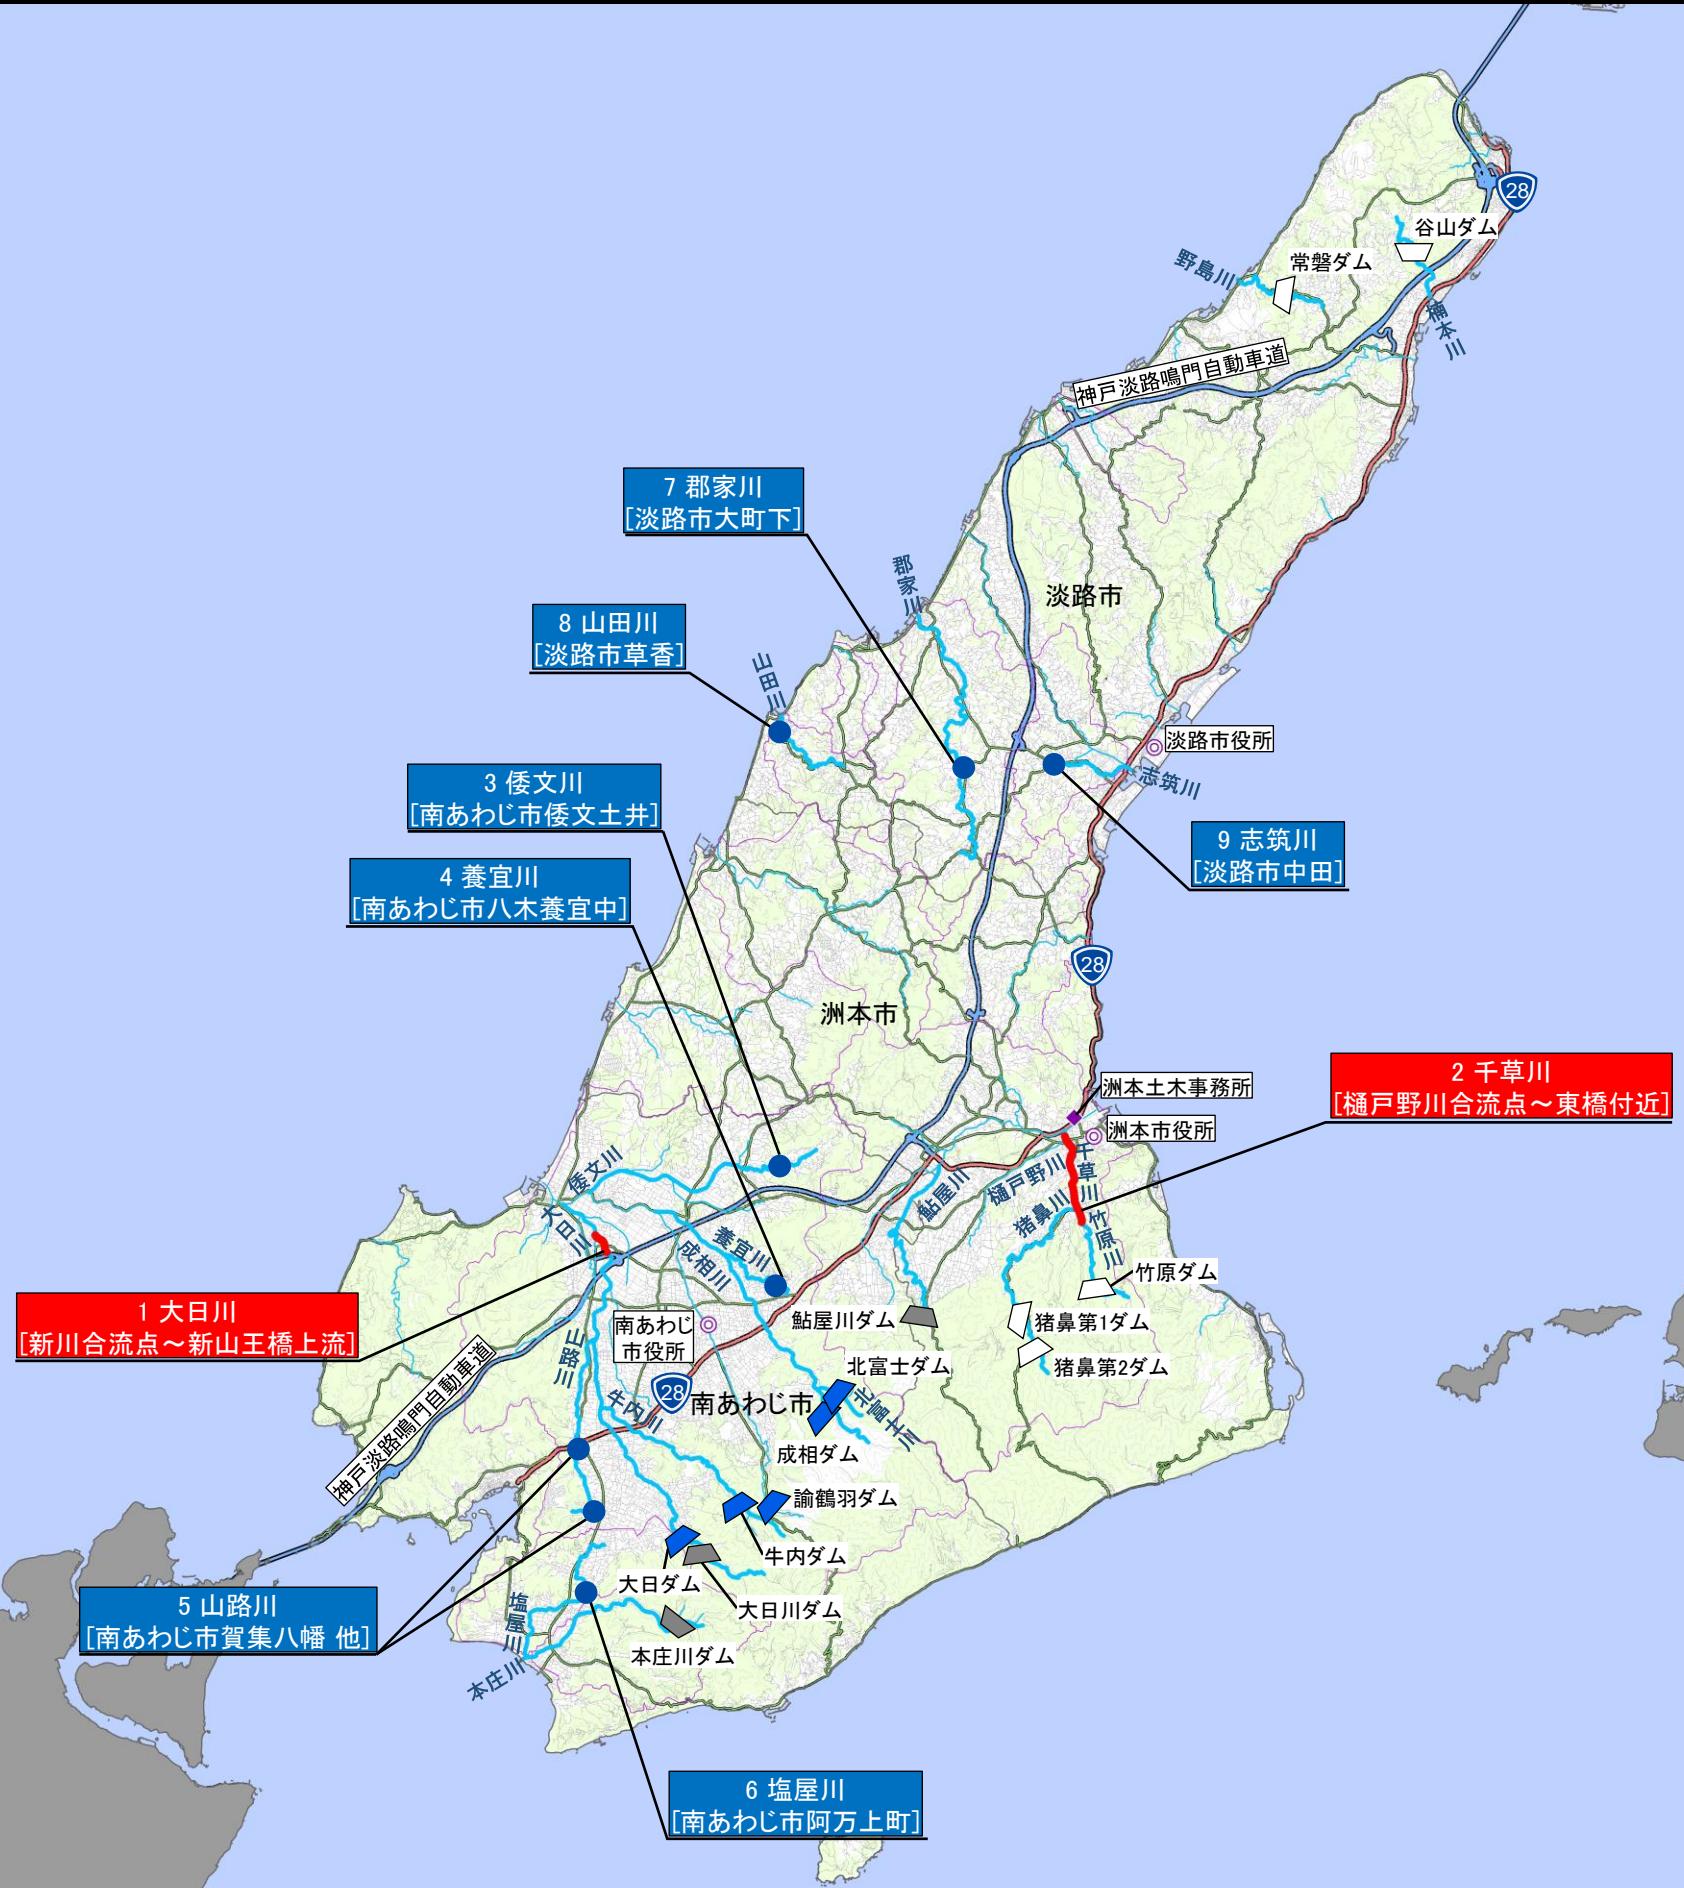 28
谷山ダム
常磐ダム
野島川
楠本川
神戸淡路鳴門自動車道
7 郡家川
[淡路市大町下]
郡家川
淡路市
8 山田川
[淡路市草香]
山田川
淡路市役所
志筑川
3 倭文川
[南あわじ市倭文土井]
9 志筑川
[淡路市中田]
4 養宜川
[南あわじ市八木養宜中]
28
洲本市
2 千草川
[樋戸野川合流点～東橋付近]
洲本土木事務所
洲本市役所
倭文川
大日川
鮎屋川
樋戸野川
千草川
猪鼻川
竹原川
養宜川
成相川
竹原ダム
1 大日川
[新川合流点～新山王橋上流]
南あわじ
市役所
鮎屋川ダム
猪鼻第1ダム
猪鼻第2ダム
山路川
北富士ダム
28
南あわじ市
牛内川
北富士川
神戸淡路鳴門自動車道
成相ダム
諭鶴羽ダム
牛内ダム
大日ダム
大日川ダム
5 山路川
[南あわじ市賀集八幡 他]
塩屋川
本庄川ダム
本庄川
6 塩屋川
[南あわじ市阿万上町]